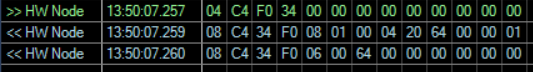 >> HW Node 13:50:07.257 04 C4 F0 34 00 00 00 00 00 00 00 00 00
<< HW Node 13:50:07.259 08 C4 34 F0 08 01 00 04 20 64 00 00 01
<< HW Node 13:50:07.260 08 C4 34 F0 06 00 64 00 00 00 00 00